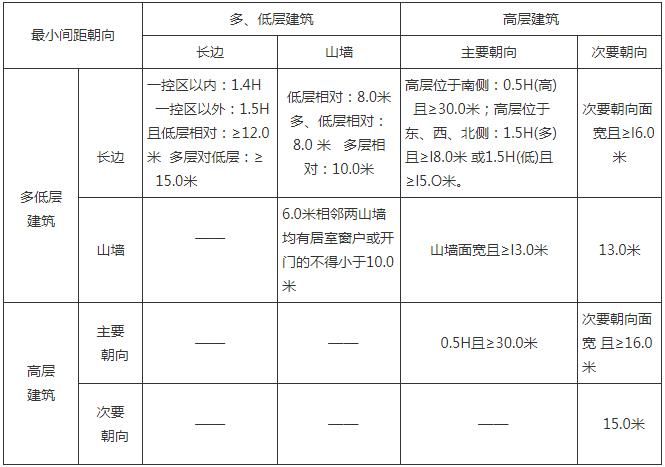 最小间距朝向
多、低层建筑
高层建筑
长边
山墙
主要朝向
次要朝向
多低层
建筑
长边
一控区以内：1.4H
一控区以外：1.5H
且低层相对：≥12.0
米 多层对低层：≥
15.0米
低层相对：8.0米
多、低层相对：
8.0 米 多层相
对：10.0米
高层位于南侧：0.5H(高)
且≥30.0米；高层位于
东、西、北侧：1.5H(多)
且≥I8.0米 或1.5H(低)且
≥I5.O米。
次要朝向面
宽且≥I6.0
米
山墙
——
6.0米相邻两山墙
均有居室窗户或开
门的不得小于10.0
米
山墙面宽且≥I3.0米
13.0米
高层
建筑
主要
朝向
——
——
0.5H且≥30.0米
次要朝向面
宽 且≥16.0
米
次要
朝向
——
——
——
15.0米